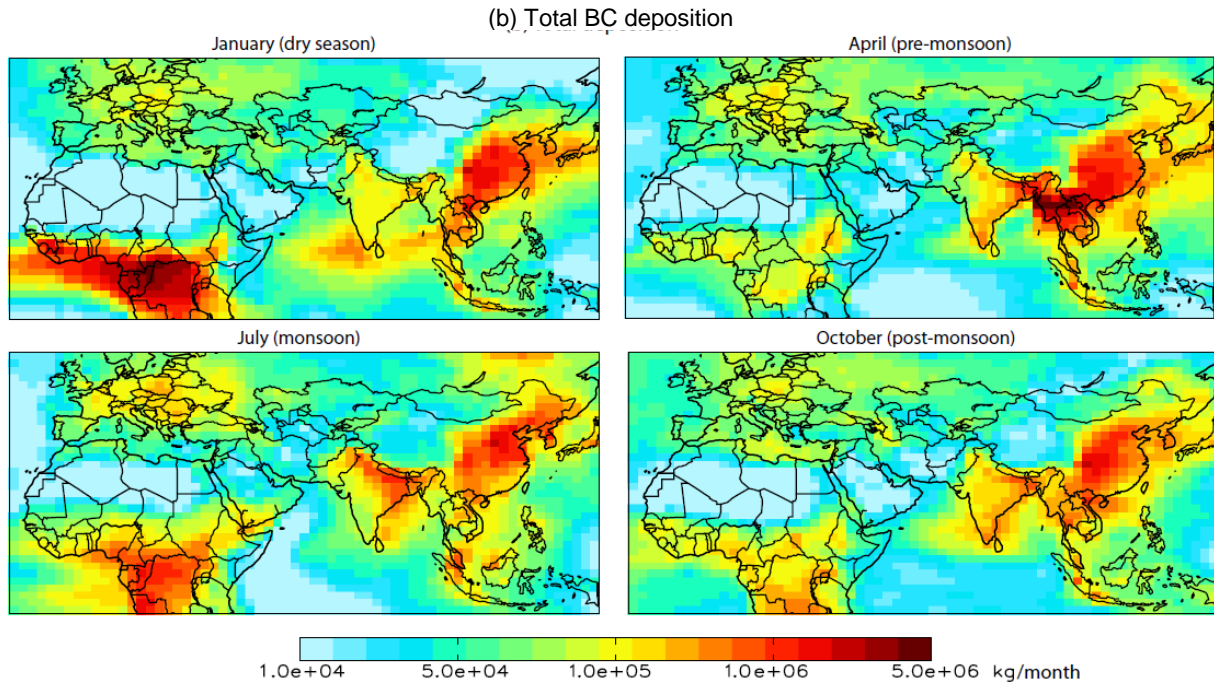 (b) Total BC deposition
January (dry season)
April (pre-monsoon)
July (monsoon)
October (post-monsoon)
1.0e+04 5.0e+04 1.0e+05 1.0e+06 5.0e+06 kg/month